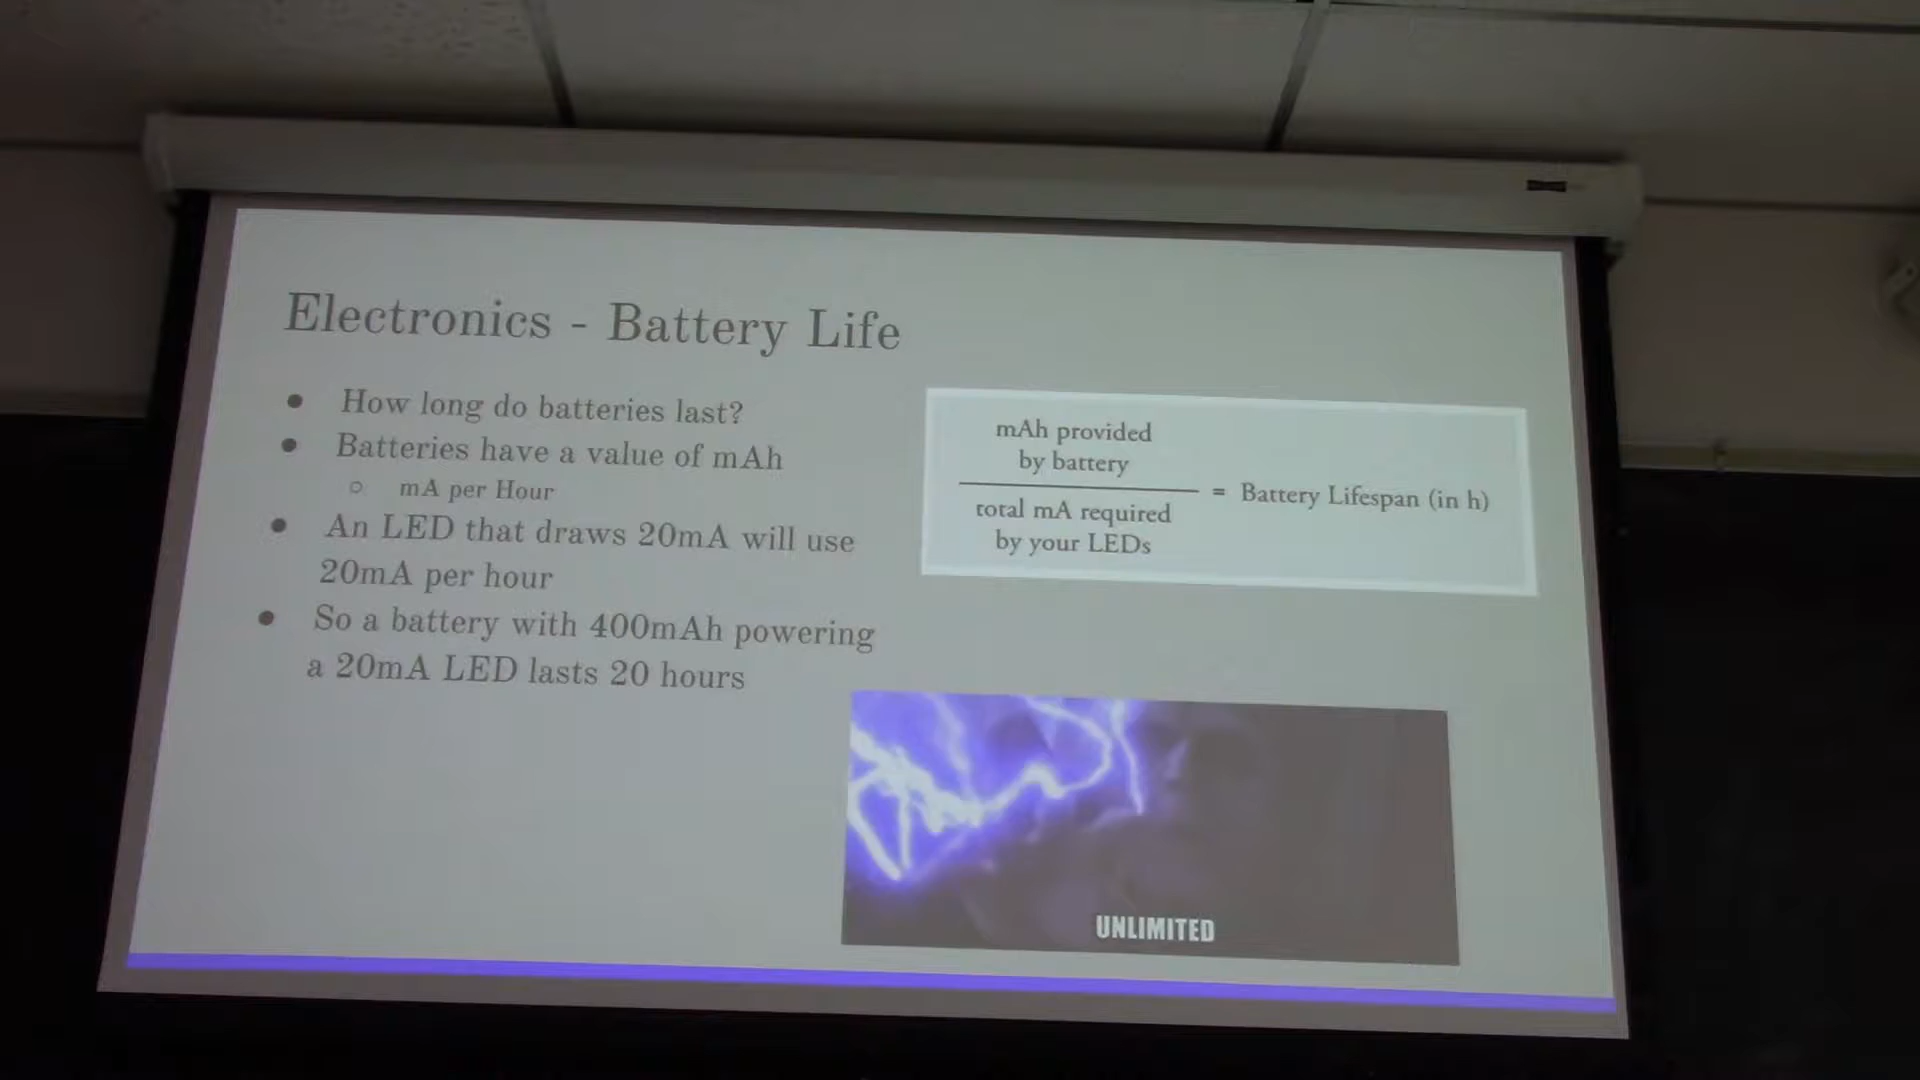 Electronics - Battery Life
● How long do batteries last?
● Batteries have a value of mAh
○ mA per Hour
● An LED that draws 20mA will use
20mA per hour
● So a battery with 400mAh powering
a 20mA LED lasts 20 hours
mAh provided
by battery
total mA required
by your LEDs
= Battery Lifespan (in h)
UNLIMITED